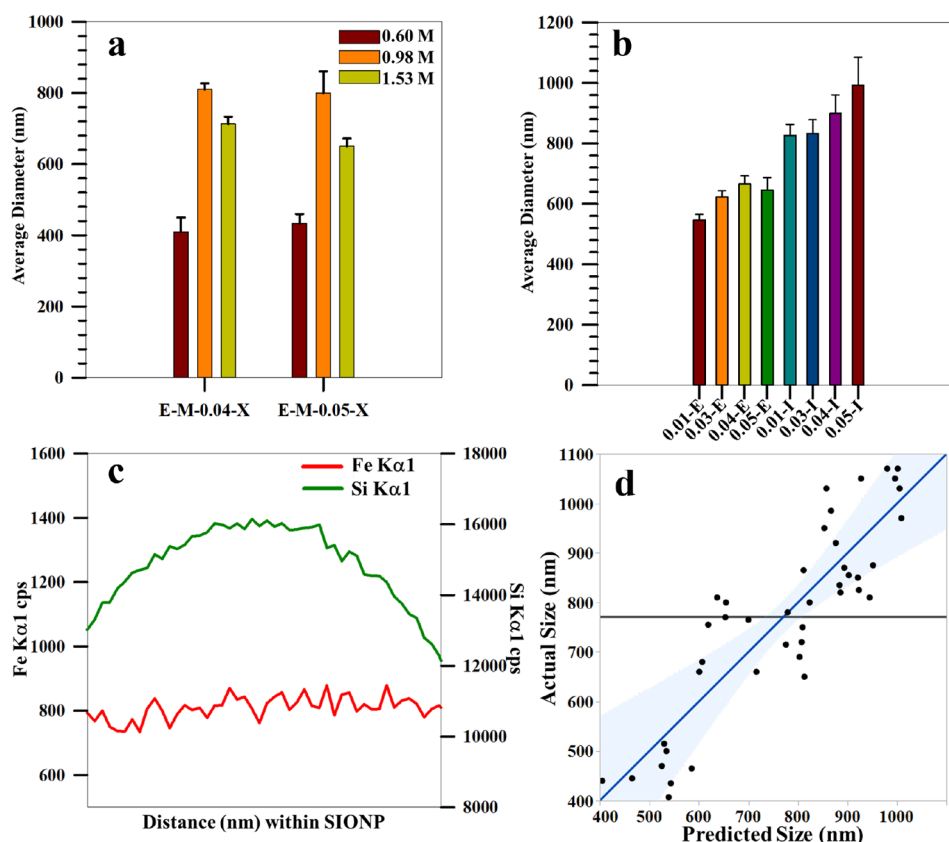 a
0.60 M
0.98 M
1.53 M
Average Diameter (nm)
1000
800
600
400
200
0
E-M-0.04-X
E-M-0.05-X
b
Average Diameter (nm)
1200
1000
800
600
400
200
0
0.01-E
0.03-E
0.04-E
0.05-E
0.01-I
0.03-I
0.04-I
0.05-I
c
Fe Kα1
Si Kα1
Fe Kα1 cps
1600
1400
1200
1000
800
600
Si Kα1 cps
18000
16000
14000
12000
10000
8000
Distance (nm) within SIONP
d
Actual Size (nm)
1100
1000
900
800
700
600
500
400
400 500 600 700 800 900 1000
Predicted Size (nm)